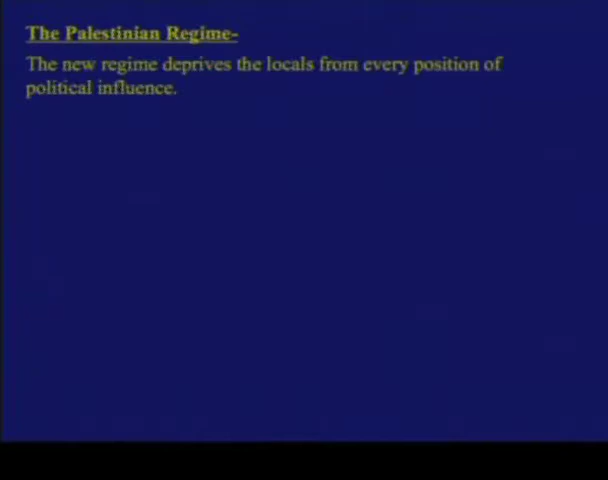 The Palestinian Regime-
The new regime deprives the locals from every position of
political influence.